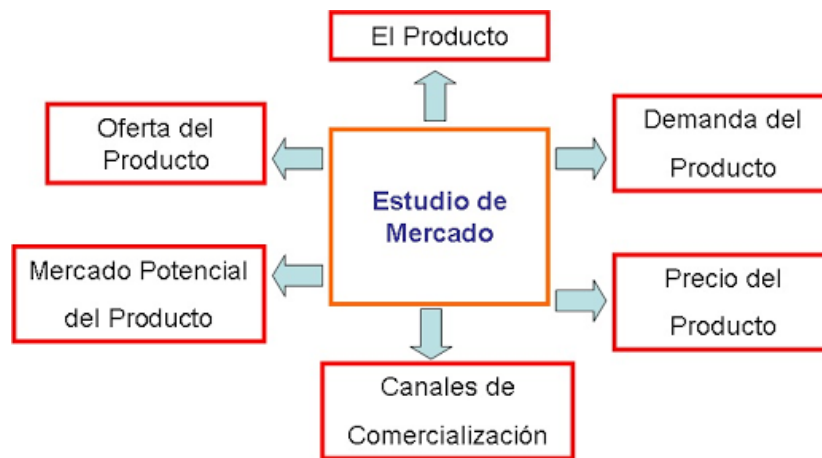 El Producto
Oferta del
Producto
Demanda del
Producto
Estudio de
Mercado
Mercado Potencial
del Producto
Precio del
Producto
Canales de
Comercialización